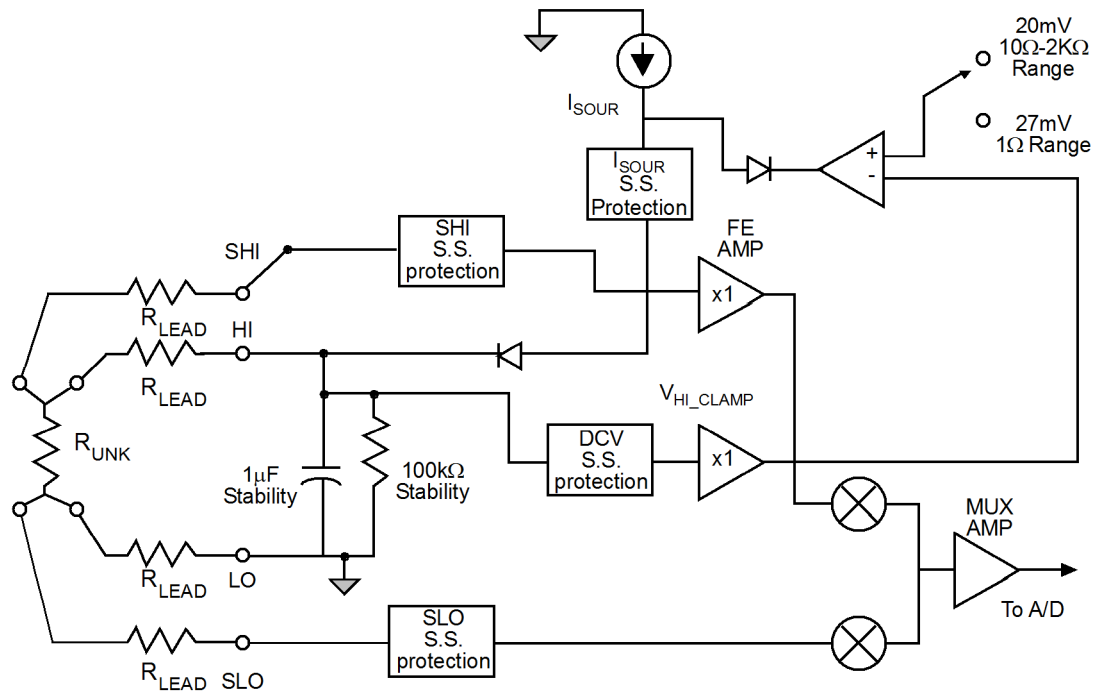 20mV
10Ω-2KΩ
Range
27mV
1Ω Range
I_SOUR
I_SOUR
S.S.
Protection
+
-
FE
AMP
SHI
SHI
S.S.
protection
x1
R_LEAD
HI
R_LEAD
V_HI_CLAMP
R_UNK
1µF
Stability
100kΩ
Stability
DCV
S.S.
protection
x1
MUX
AMP
R_LEAD
LO
To A/D
SLO
S.S.
protection
R_LEAD
SLO